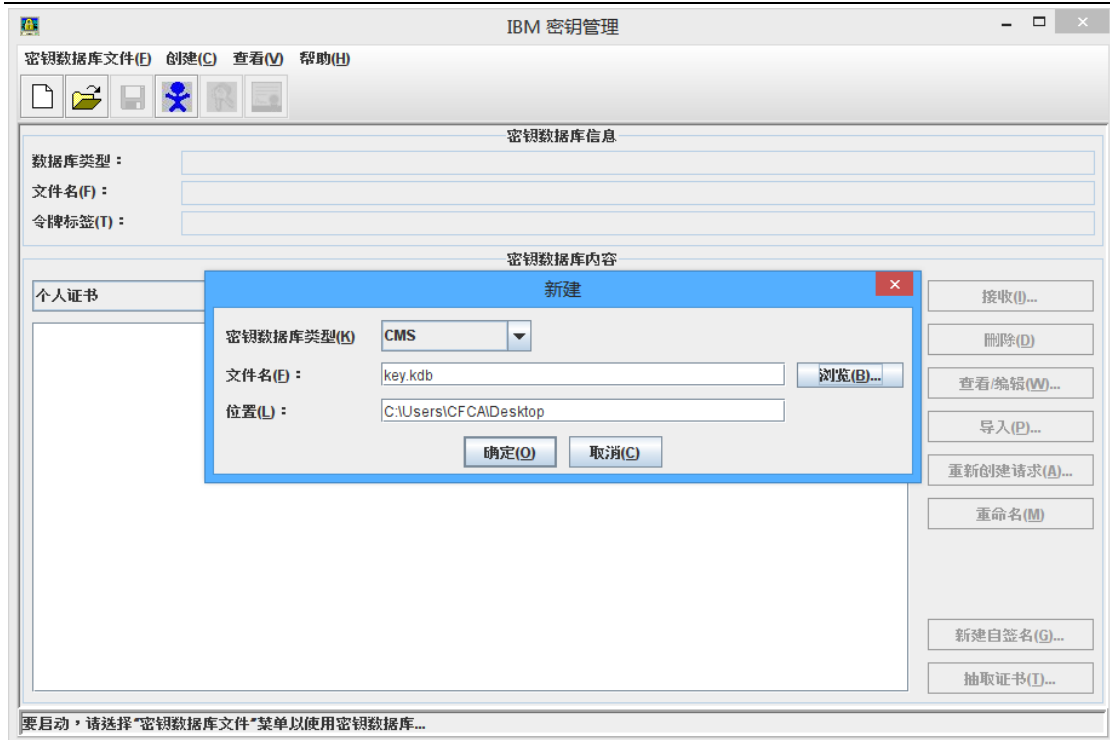 IBM 密钥管理
密钥数据库文件(F) 创建(C) 查看(V) 帮助(H)
密钥数据库信息
数据库类型：
文件名(F)：
令牌标签(T)：
密钥数据库内容
个人证书
新建
密钥数据库类型(K) CMS
文件名(F)： key.kdb 浏览(B)...
位置(L)： C:\Users\CFCA\Desktop
确定(O) 取消(C)
接收(I)...
删除(D)
查看/编辑(W)...
导入(P)...
重新创建请求(A)...
重命名(M)
新建自签名(G)...
抽取证书(T)...
要启动，请选择“密钥数据库文件”菜单以使用密钥数据库...